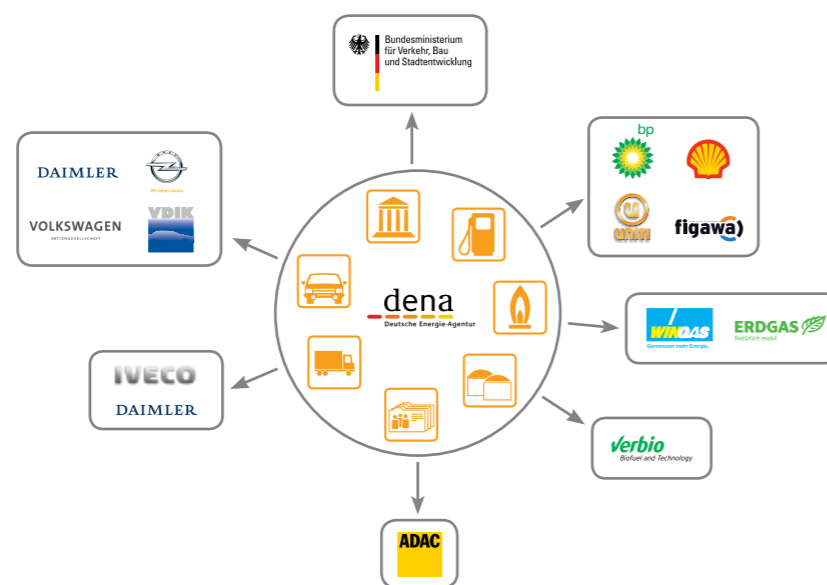 Bundesministerium
für Verkehr, Bau
und Stadtentwicklung
DAIMLER
Wir leben Autos.
VOLKSWAGEN
AKTIENGESELLSCHAFT
VDIK
bp
uniti
figawa
dena
Deutsche Energie-Agentur
WINGAS
Gemeinsam mehr Energie.
ERDGAS
Natürlich mobil
IVECO
DAIMLER
Verbio
Biofuel and Technology
ADAC